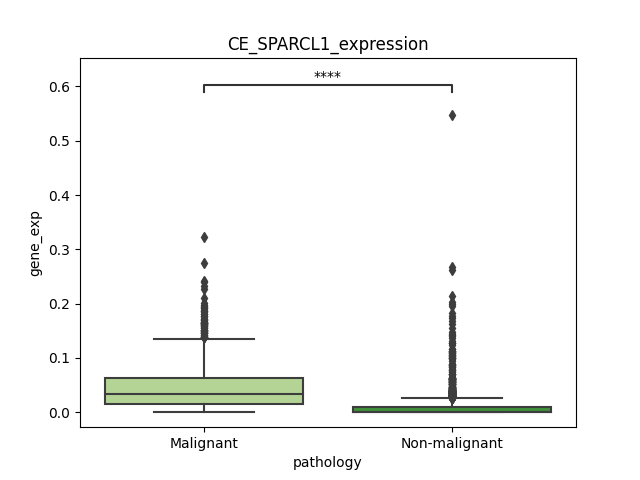 CE_SPARCL1_expression
****
0.6
0.5
0.4
0.3
0.2
0.1
0.0
gene_exp
Malignant
Non-malignant
pathology